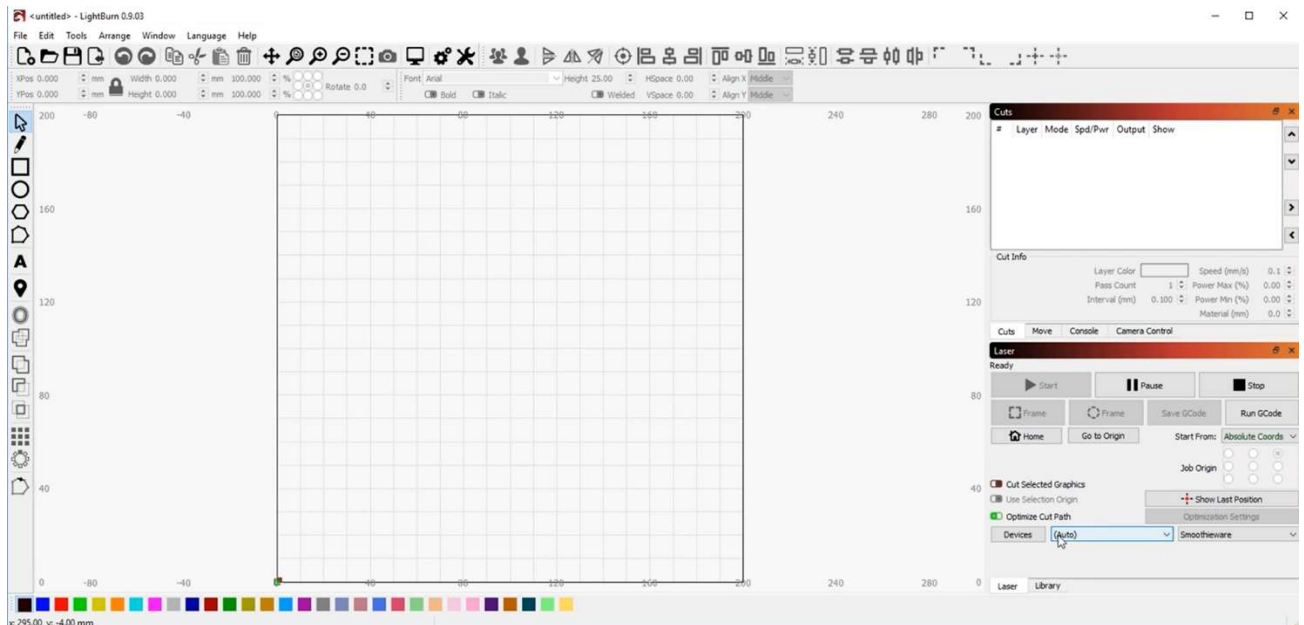 <untitled> - LightBurn 0.9.03
File Edit Tools Arrange Window Language Help
XPos 0.000 mm Width 0.000 mm 100.000 % Rotate 0.0 Font Arial Height 25.00 HSpace 0.00 Align X Middle
YPos 0.000 mm Height 0.000 mm 100.000 % Bold Italic Welded VSpace 0.00 Align Y Middle
200 -80 -40 0 40 80 120 160 200 240 280 200
160 160
120 120
80 80
40 40
0 -80 -40 0 40 80 120 160 200 240 280 0
Cuts
# Layer Mode Spd/Pwr Output Show
Cut Info
Layer Color Speed (mm/s) 0.1
Pass Count 1 Power Max (%) 0.00
Interval (mm) 0.100 Power Min (%) 0.00
Material (mm) 0.0
Cuts Move Console Camera Control
Laser
Ready
Start Pause Stop
Frame Frame Save GCode Run GCode
Home Go to Origin Start From: Absolute Coords
Job Origin
Cut Selected Graphics
Use Selection Origin Show Last Position
Optimize Cut Path Optimization Settings
Devices (Auto) Smoothieware
Laser Library
x: 295.00, y: -4.00 mm